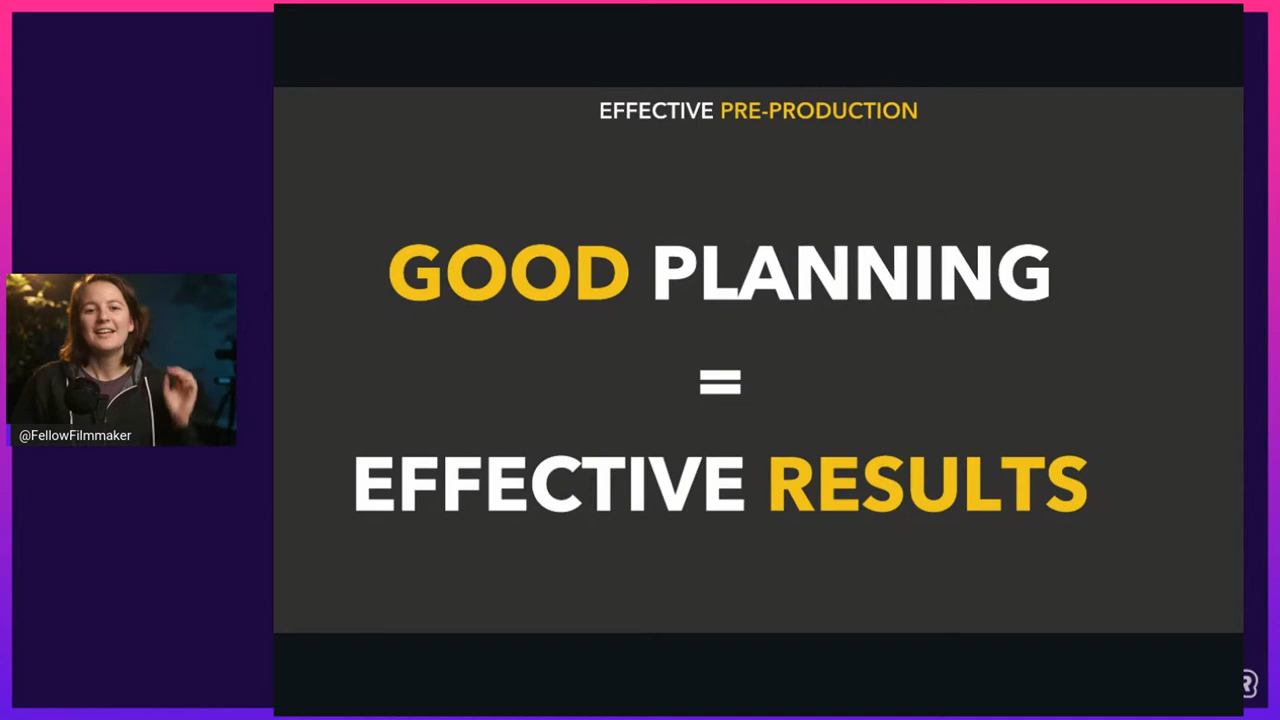 EFFECTIVE PRE-PRODUCTION
GOOD PLANNING
=
EFFECTIVE RESULTS
@FellowFilmmaker
R